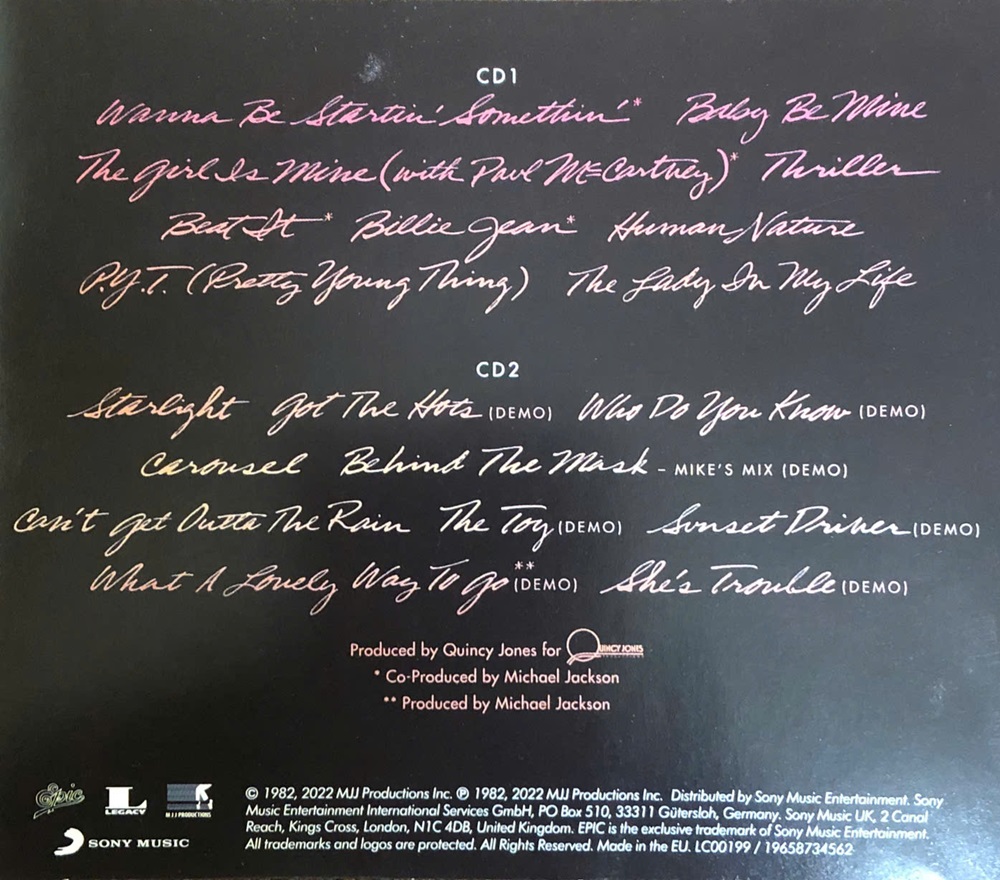 CD1
Wanna Be Startin' Somethin'* Baby Be Mine
The Girl Is Mine (with Paul McCartney)* Thriller
Beat It* Billie Jean* Human Nature
P.Y.T. (Pretty Young Thing) The Lady In My Life
CD2
Starlight Got The Hots (DEMO) Who Do You Know (DEMO)
Carousel Behind The Mask – MIKE'S MIX (DEMO)
Can't Get Outta The Rain The Toy (DEMO) Sunset Driver (DEMO)
What A Lovely Way To Go** (DEMO) She's Trouble (DEMO)
Produced by Quincy Jones for QUINCY JONES
* Co-Produced by Michael Jackson
** Produced by Michael Jackson
Epic L LEGACY MJJ PRODUCTIONS
SONY MUSIC
© 1982, 2022 MJJ Productions Inc. ℗ 1982, 2022 MJJ Productions Inc. Distributed by Sony Music Entertainment. Sony
Music Entertainment International Services GmbH, PO Box 510, 33311 Gütersloh, Germany. Sony Music UK, 2 Canal
Reach, Kings Cross, London, N1C 4DB, United Kingdom. EPIC is the exclusive trademark of Sony Music Entertainment.
All trademarks and logos are protected. All Rights Reserved. Made in the EU. LC00199 / 19658734562